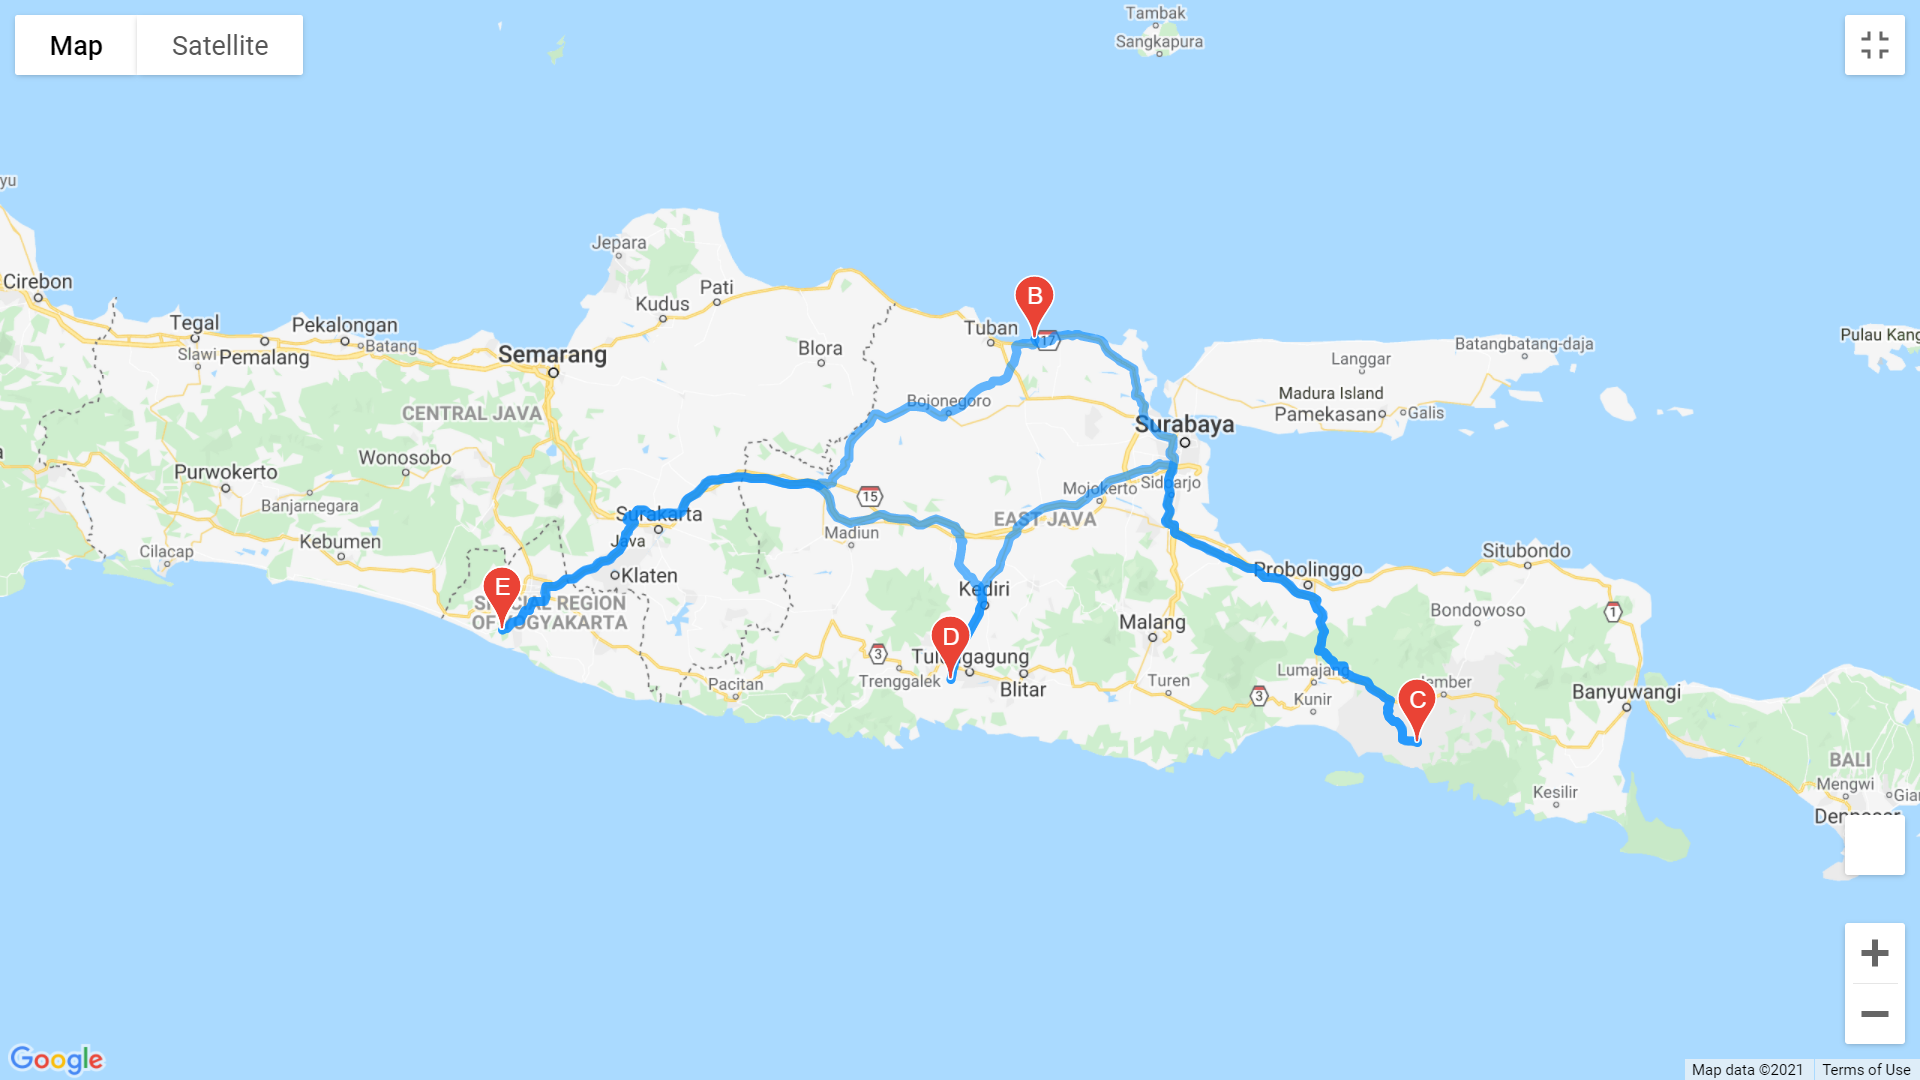 Map
Satellite
Tambak
Sangkapura
yu
Jepara
Cirebon
Pati
Kudus
B
Tegal
Pekalongan
Batang
Tuban
17
Pulau Kang
Slawi
Pemalang
Semarang
Blora
Batangbatang-daja
Langgar
Madura Island
CENTRAL JAVA
Bojonegoro
Pamekasan
Galis
Surabaya
Wonosobo
Purwokerto
Mojokerto
15
Banjarnegara
Surakarta
EAST JAVA
Madiun
Java
Kebumen
Cilacap
Situbondo
Klaten
Probolinggo
E
Kediri
SPECIAL REGION
OF YOGYAKARTA
Bondowoso
1
Malang
D
3
Tulungagung
Trenggalek
Blitar
Pacitan
Turen
Lumajang
3
Kunir
C
Jember
Banyuwangi
BALI
Kesilir
Mengwi
Gian
Denpasar
Google
Map data ©2021
Terms of Use